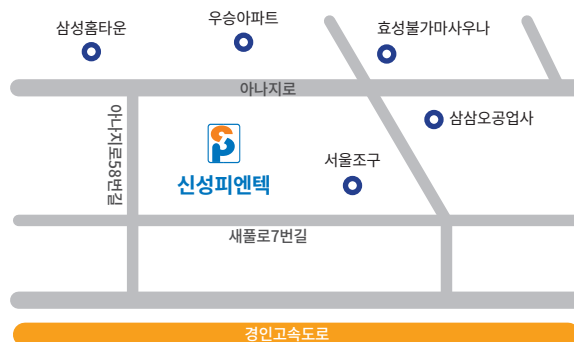 우승아파트
삼성홈타운
효성불가마사우나
아나지로
삼삼오공업사
아나지로58번길
서울조구
신성피엔텍
새풀로7번길
경인고속도로